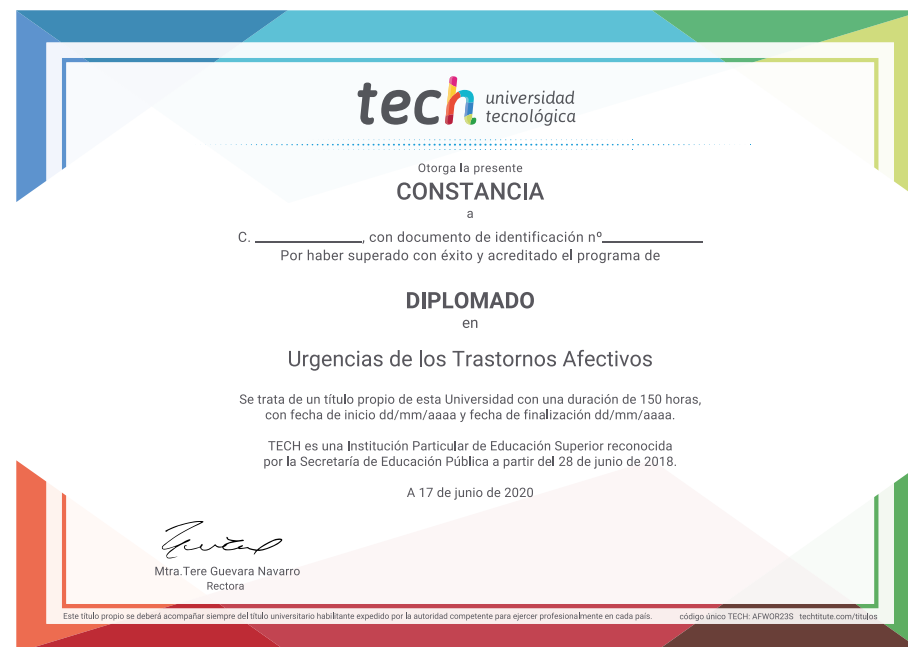 tech universidad
tecnológica
Otorga la presente
CONSTANCIA
a
C. ____________, con documento de identificación nº____________
Por haber superado con éxito y acreditado el programa de
DIPLOMADO
en
Urgencias de los Trastornos Afectivos
Se trata de un título propio de esta Universidad con una duración de 150 horas,
con fecha de inicio dd/mm/aaaa y fecha de finalización dd/mm/aaaa.
TECH es una Institución Particular de Educación Superior reconocida
por la Secretaría de Educación Pública a partir del 28 de junio de 2018.
A 17 de junio de 2020
Mtra.Tere Guevara Navarro
Rectora
Este título propio se deberá acompañar siempre del título universitario habilitante expedido por la autoridad competente para ejercer profesionalmente en cada país. código único TECH: AFWOR23S techtitute.com/titulos